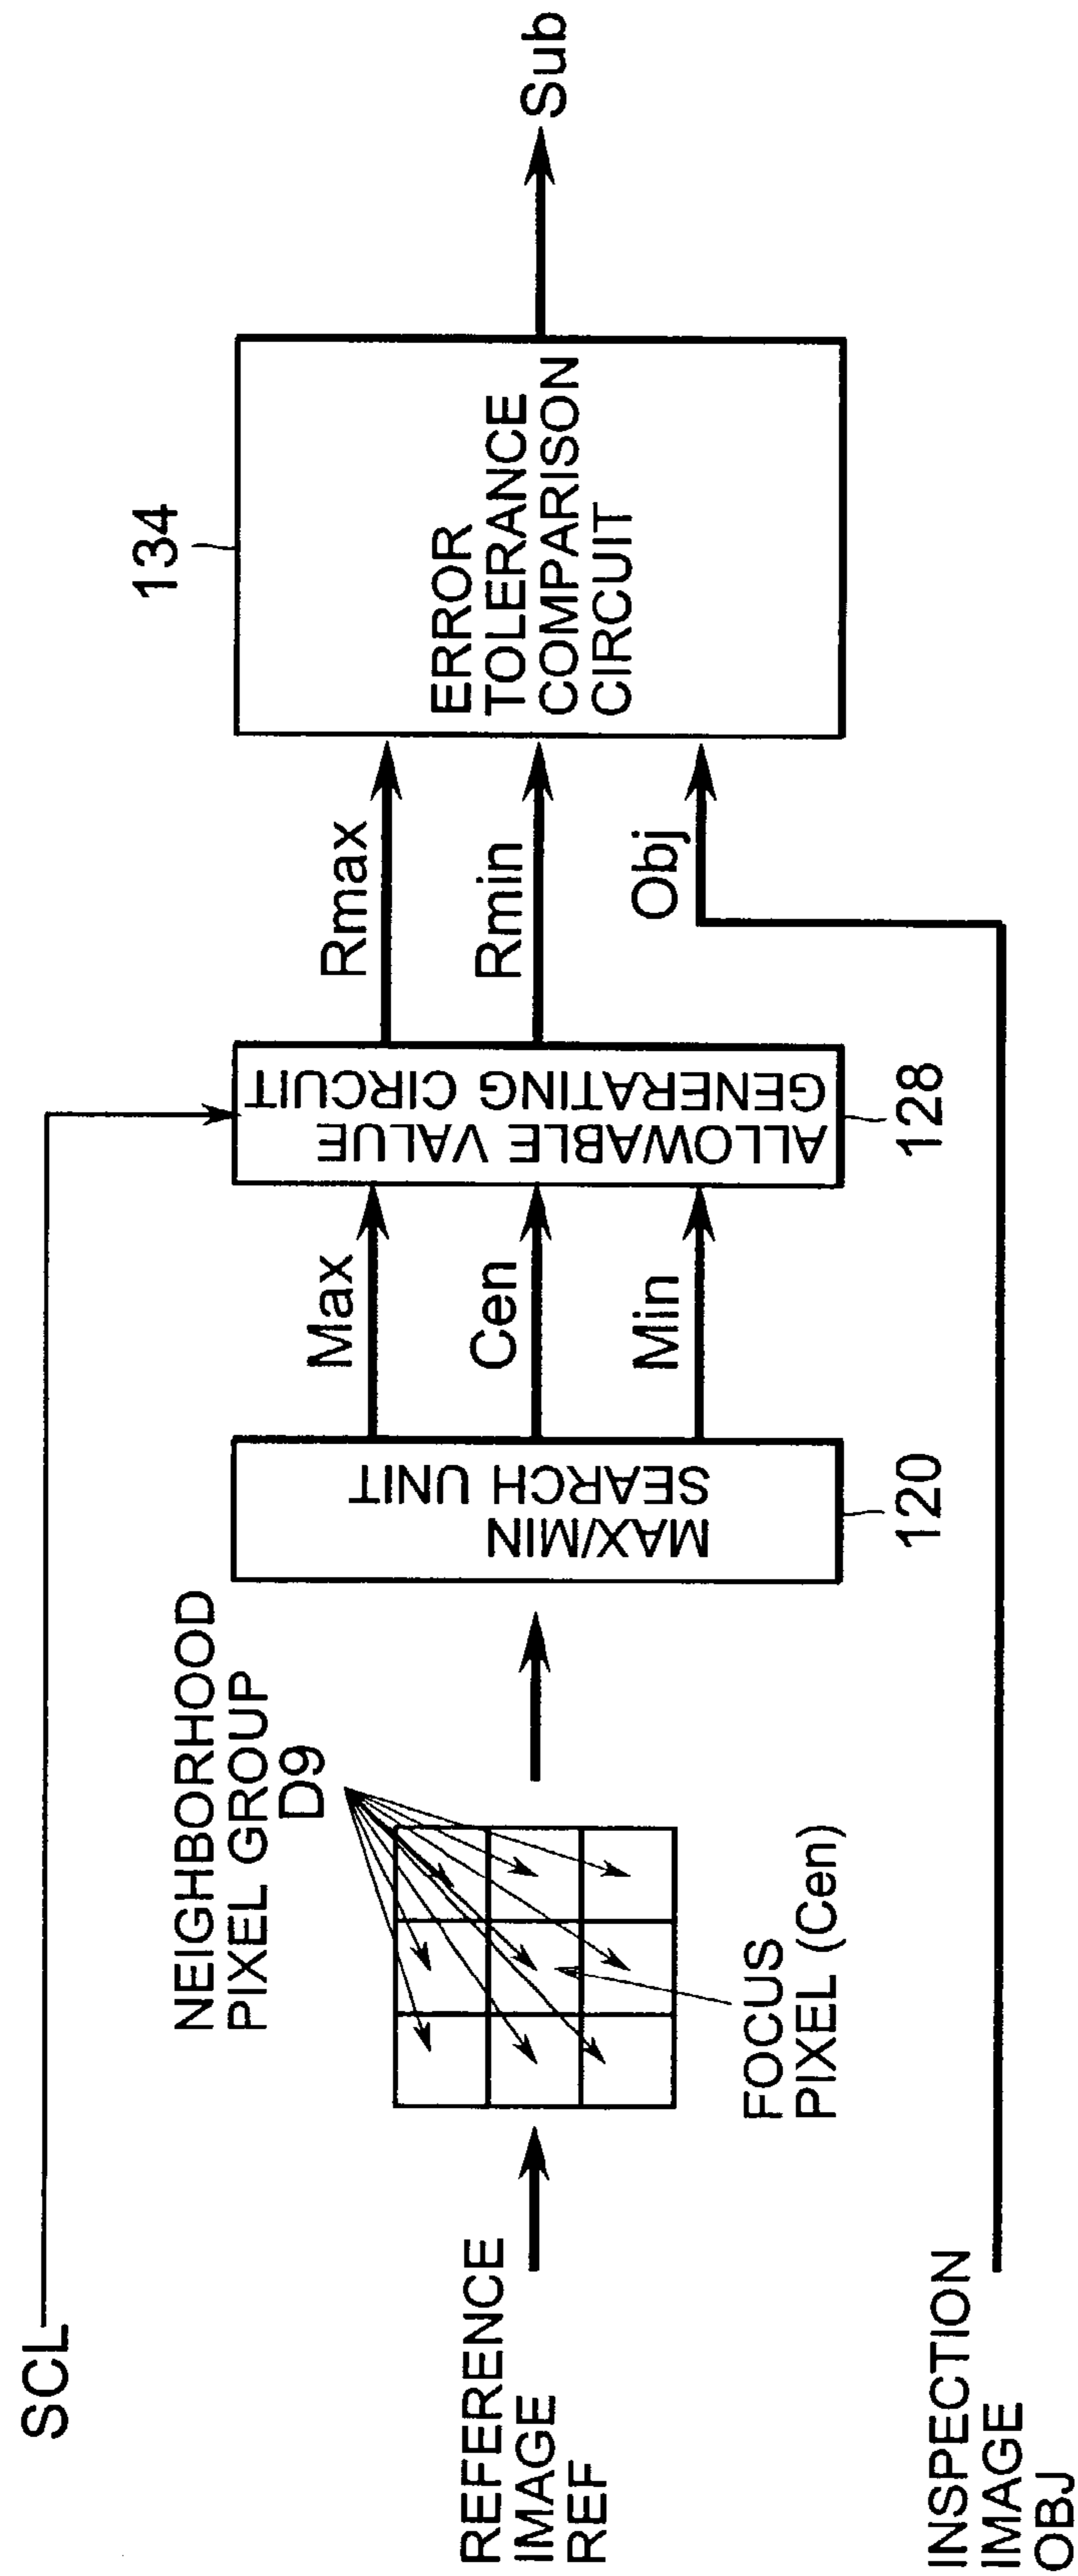 SCL
REFERENCE
IMAGE
REF
INSPECTION
IMAGE
OBJ
NEIGHBORHOOD
PIXEL GROUP
D9
FOCUS
PIXEL (Cen)
MAX/MIN
SEARCH UNIT
120
Max
Cen
Min
ALLOWABLE VALUE
GENERATING CIRCUIT
128
Rmax
Rmin
Obj
134
ERROR
TOLERANCE
COMPARISON
CIRCUIT
Sub